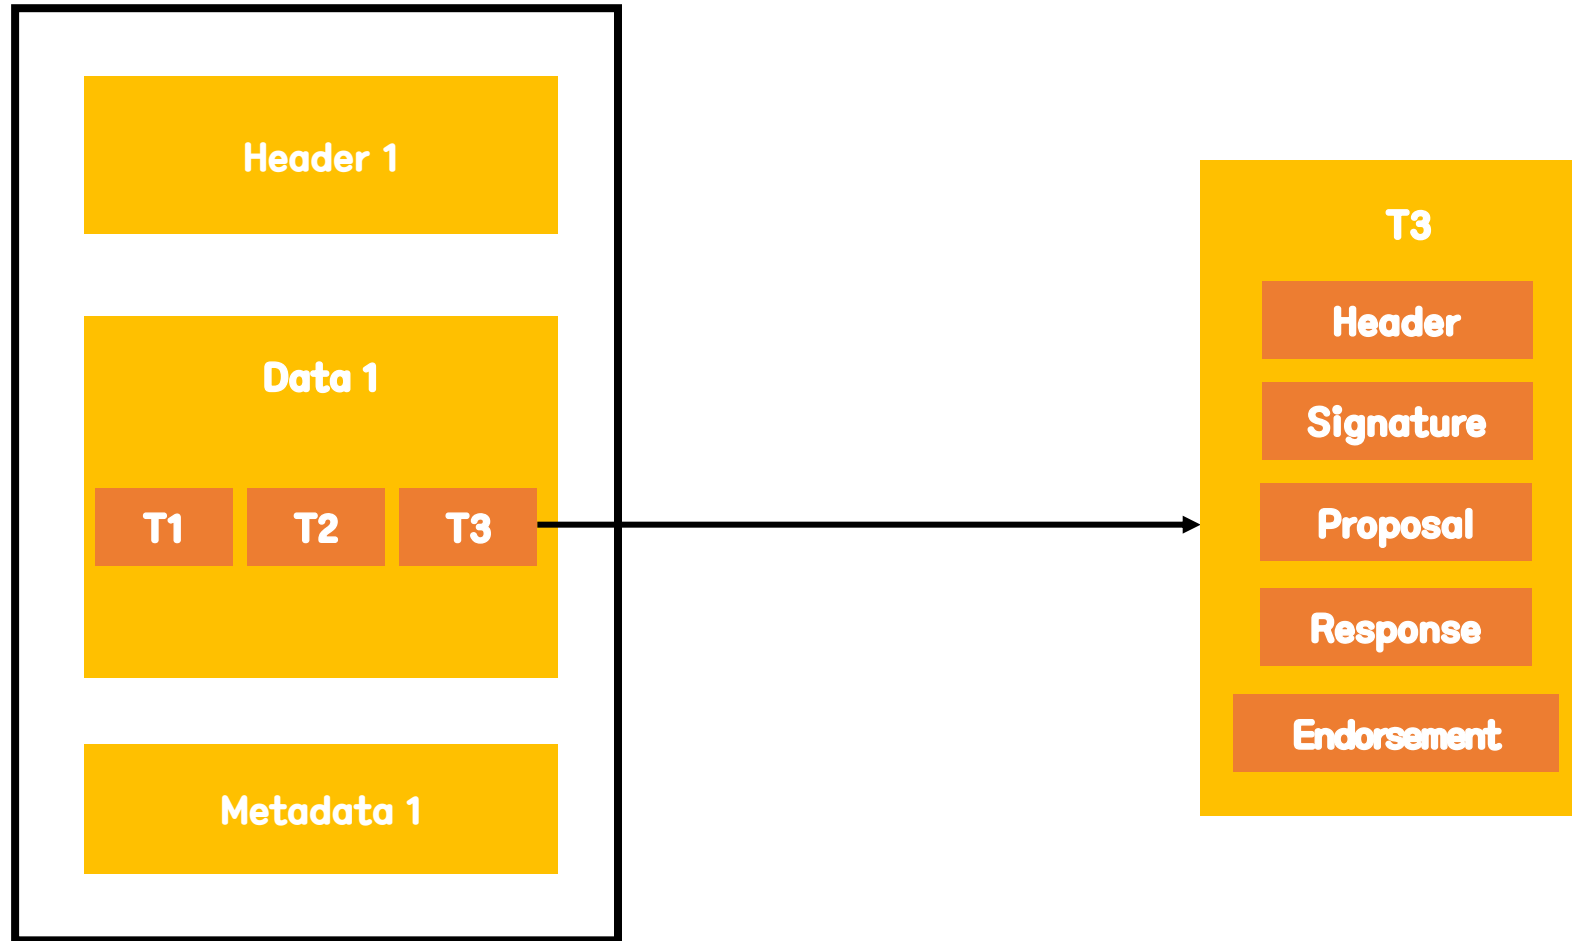 Header 1
Data 1
T1 T2 T3
Metadata 1
T3
Header
Signature
Proposal
Response
Endorsement